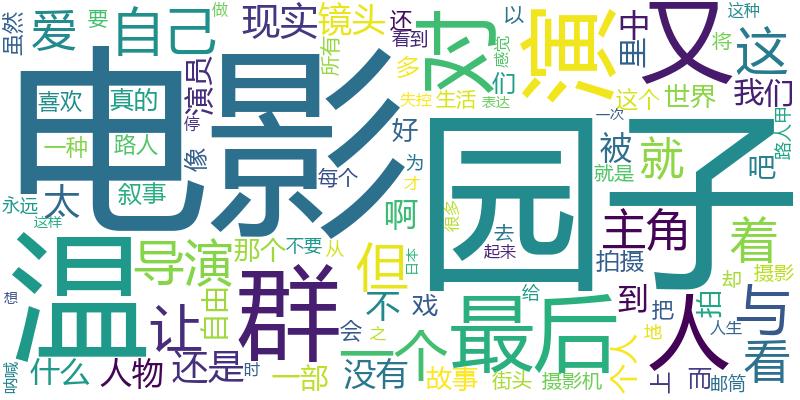 虽然
爱
要
自己
做
现实
镜头
所有
还
看到
多
对
们
感觉
以
演
里
中
又
将
这种
这
我们
电影
喜欢
真的
演员
停
一种
路人
像
叙事
太
永远
这样
每个
失控
生活
表达
好
为
才
这个
世界
一次
被
就是
就
吧
路人甲
园子
温
群
导演
那个
不要
从
但
啊
很多
日本
去
起来
主角
着
拍摄
却
摄影
想
让
自由
会
之
不
戏
给
一个
最后
到
把
人
地
拍
与
人生
呐喊
什么
人物
还是
时
一部
没有
故事
街头
摄影机
个人
上
而
邮筒
看